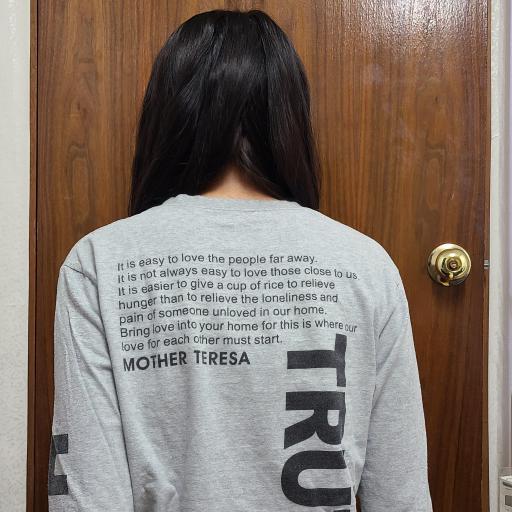 It is easy to love the people far away.
It is not always easy to love those close to us.
It is easier to give a cup of rice to relieve
hunger than to relieve the loneliness and
pain of someone unloved in our home.
Bring love into your home for this is where our
love for each other must start.
MOTHER TERESA
TRU
H